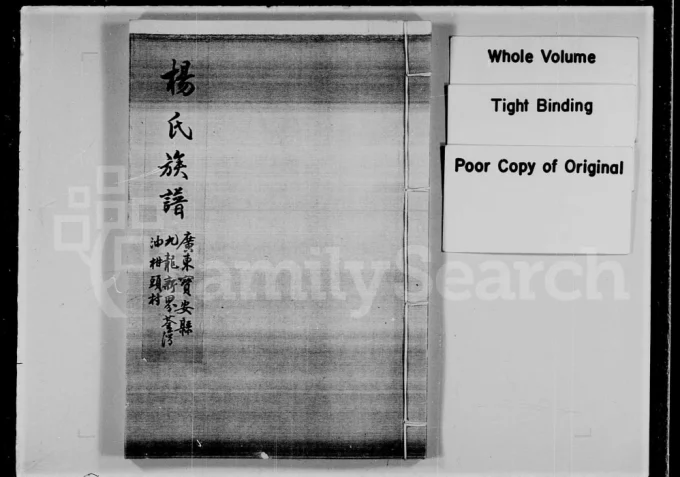 楊氏族譜
廣東寶安縣
九龍新界荃灣
油柑頭村
Whole Volume
Tight Binding
Poor Copy of Original
FamilySearch